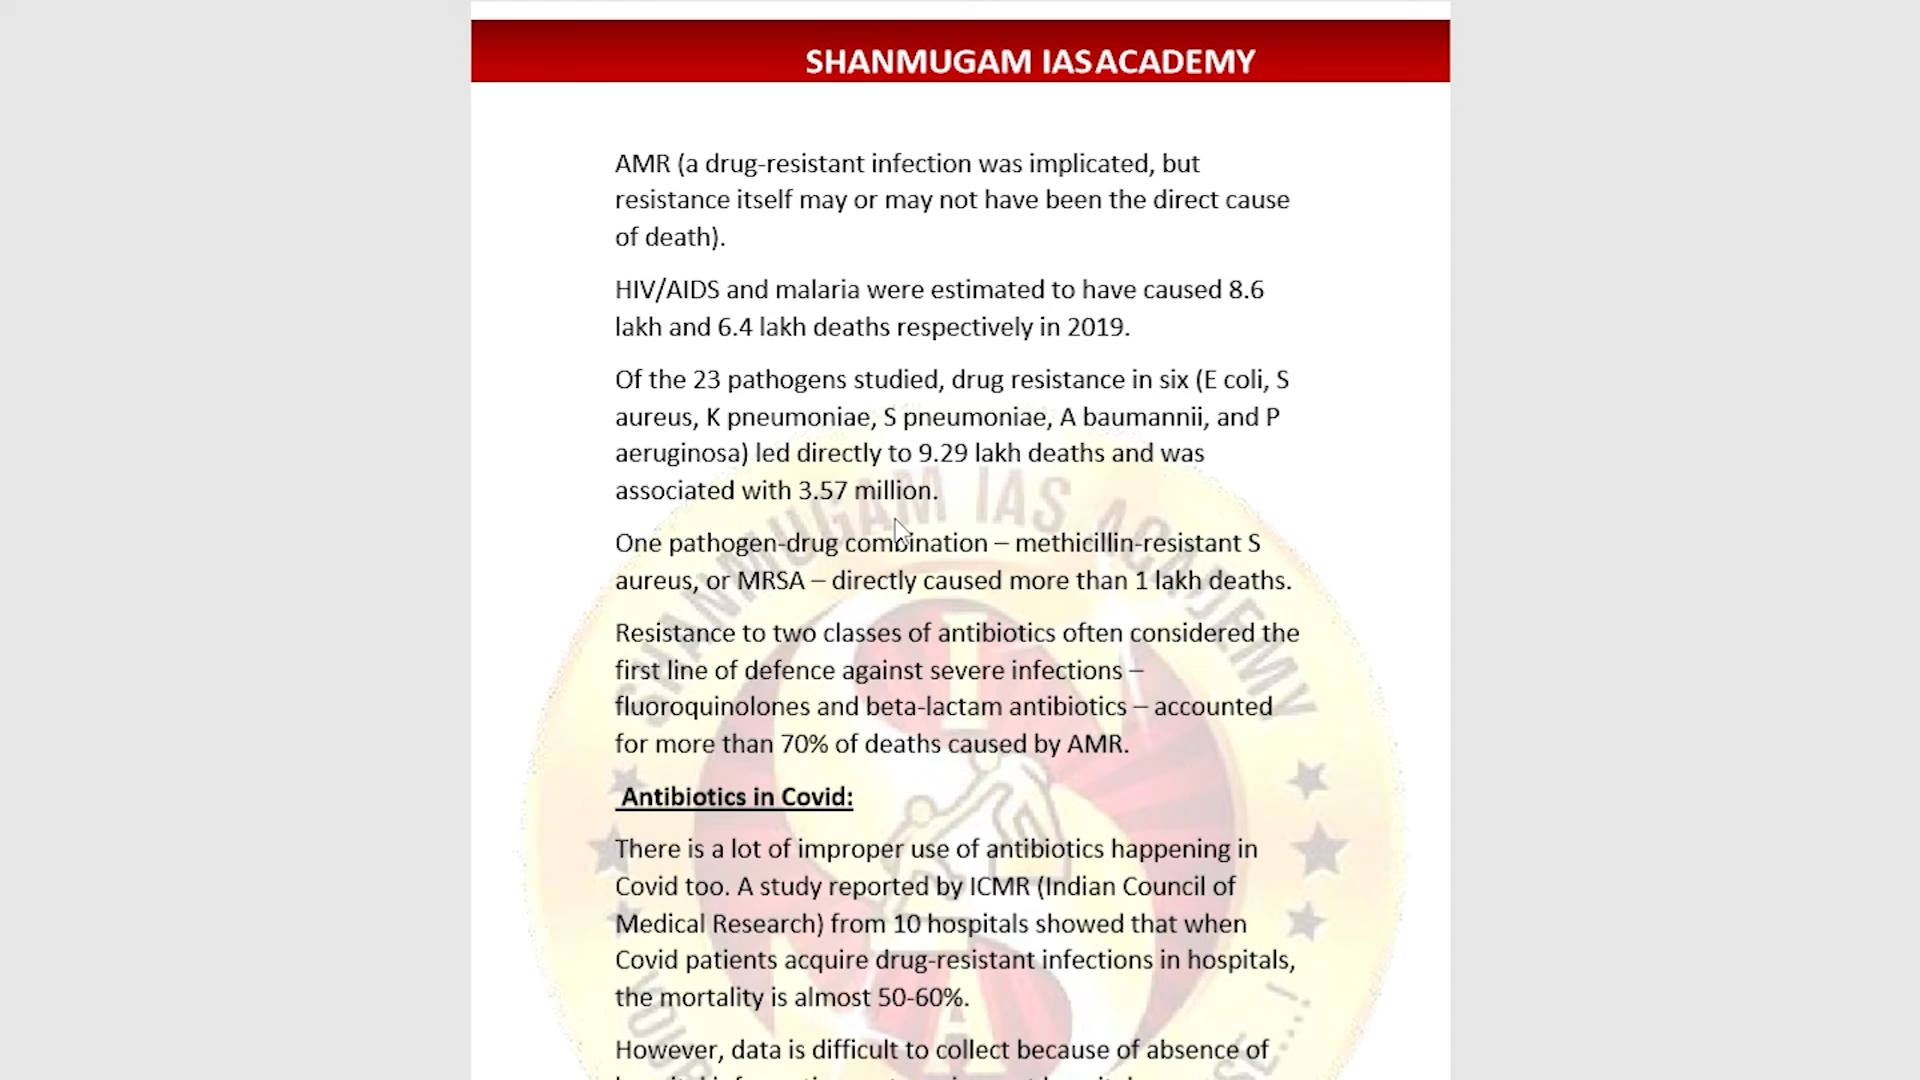 SHANMUGAM IAS ACADEMY
AMR (a drug-resistant infection was implicated, but
resistance itself may or may not have been the direct cause
of death).
HIV/AIDS and malaria were estimated to have caused 8.6
lakh and 6.4 lakh deaths respectively in 2019.
Of the 23 pathogens studied, drug resistance in six (E coli, S
aureus, K pneumoniae, S pneumoniae, A baumannii, and P
aeruginosa) led directly to 9.29 lakh deaths and was
associated with 3.57 million.
One pathogen-drug combination – methicillin-resistant S
aureus, or MRSA – directly caused more than 1 lakh deaths.
Resistance to two classes of antibiotics often considered the
first line of defence against severe infections –
fluoroquinolones and beta-lactam antibiotics – accounted
for more than 70% of deaths caused by AMR.
Antibiotics in Covid:
There is a lot of improper use of antibiotics happening in
Covid too. A study reported by ICMR (Indian Council of
Medical Research) from 10 hospitals showed that when
Covid patients acquire drug-resistant infections in hospitals,
the mortality is almost 50-60%.
However, data is difficult to collect because of absence of
SHANMUGAM IAS ACADEMY